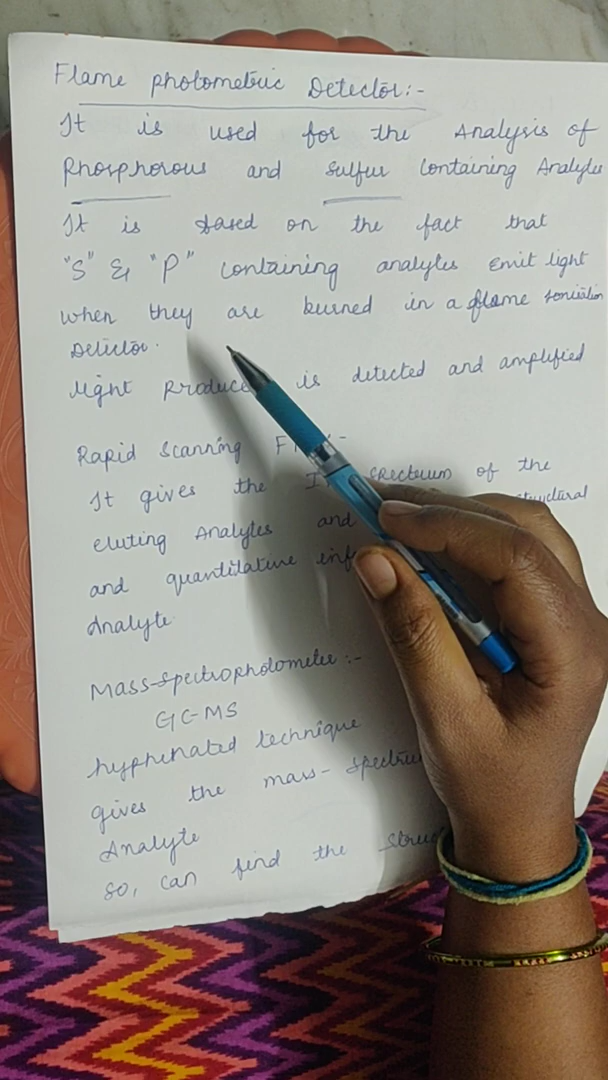 Flame photometric Detector:-
It is used for the Analysis of
Phosphorous and Sulfur Containing Analytes
It is based on the fact that
"S" & "P" containing analytes emit light
when they are burned in a flame Ionisation
Detector.
light Produced is detected and amplified
Rapid Scanning
It gives the spectrum of the
eluting Analytes and structural
and quantitative
Analyte
Mass-Spectrophotometer :-
GC-MS
hyphenated technique
gives the mass-
Analyte
so, can find the